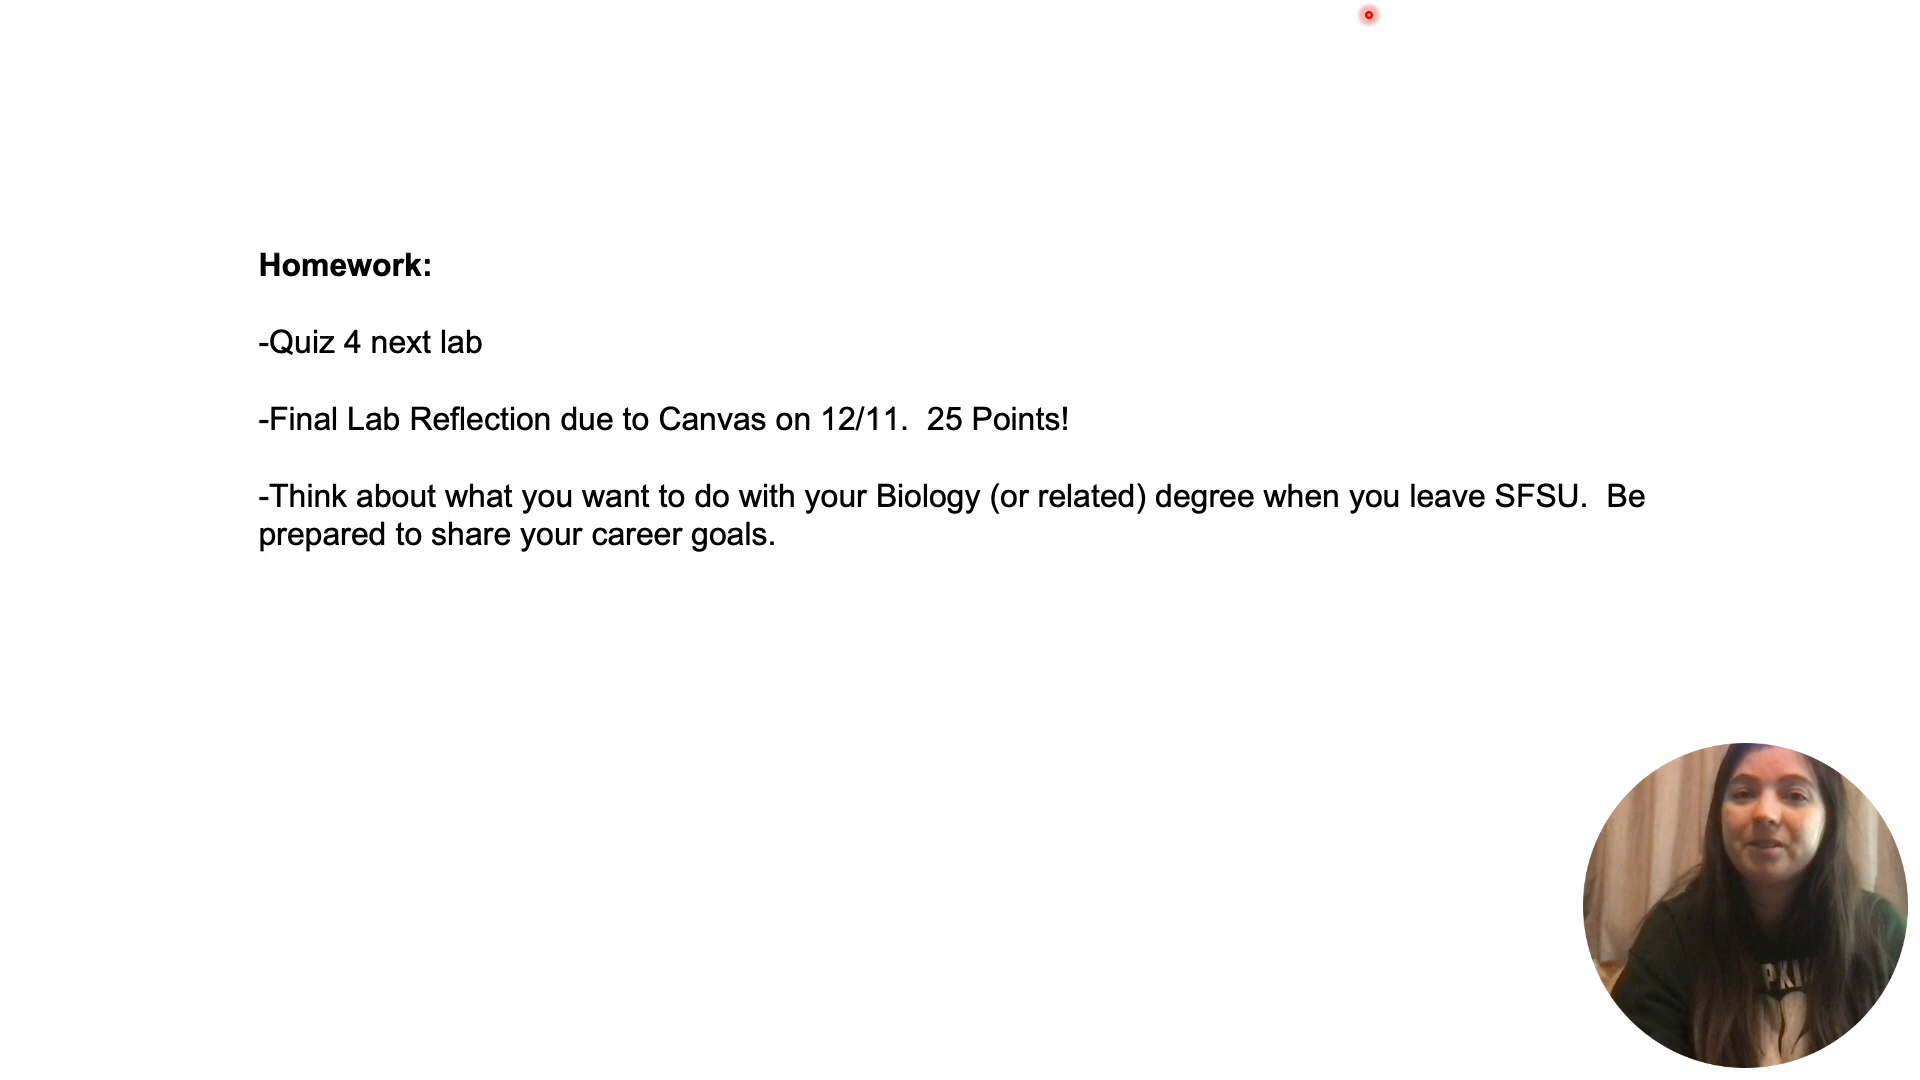 Homework:
-Quiz 4 next lab
-Final Lab Reflection due to Canvas on 12/11.  25 Points!
-Think about what you want to do with your Biology (or related) degree when you leave SFSU.  Be
prepared to share your career goals.